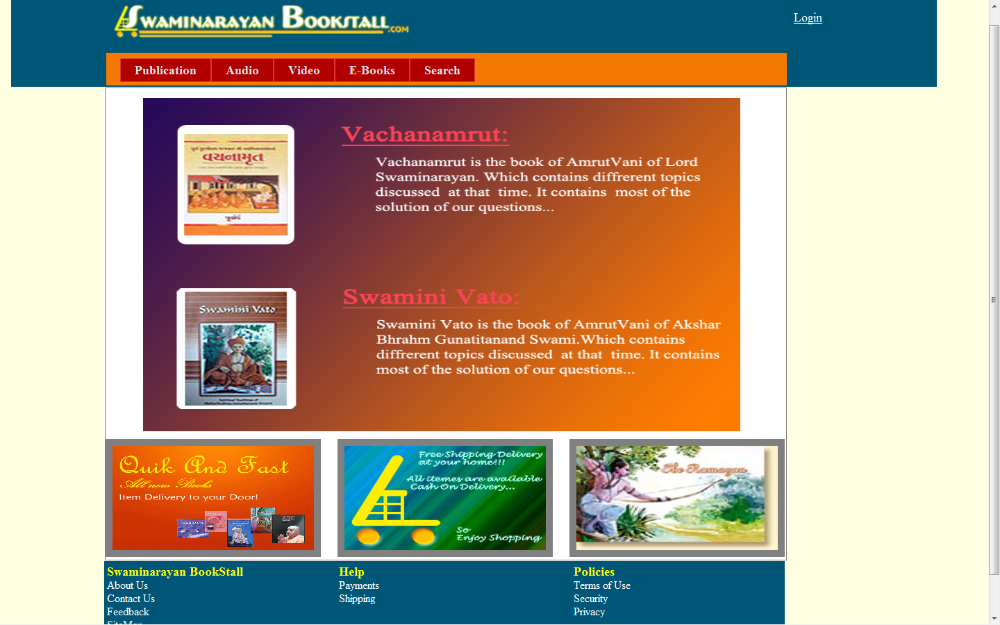 Swaminarayan Bookstall.com
Login
Publication
Audio
Video
E-Books
Search
Vachanamrut:
વચનામૃત
Vachanamrut is the book of AmrutVani of Lord
Swaminarayan. Which contains diffrerent topics
discussed at that time. It contains most of the
solution of our questions...
Swamini Vato:
Swamini Vato
Swamini Vato is the book of AmrutVani of Akshar
Bhrahm Gunatitanand Swami.Which contains
diffrerent topics discussed at that time. It contains
most of the solution of our questions...
Quik And Fast
All new Books
Item Delivery to your Door!
Free Shipping Delivery
at your home!!!
All itemes are available
Cash On Delivery...
So
Enjoy Shopping
Ramayan
Swaminarayan BookStall
About Us
Contact Us
Feedback
SiteMap
Help
Payments
Shipping
Policies
Terms of Use
Security
Privacy